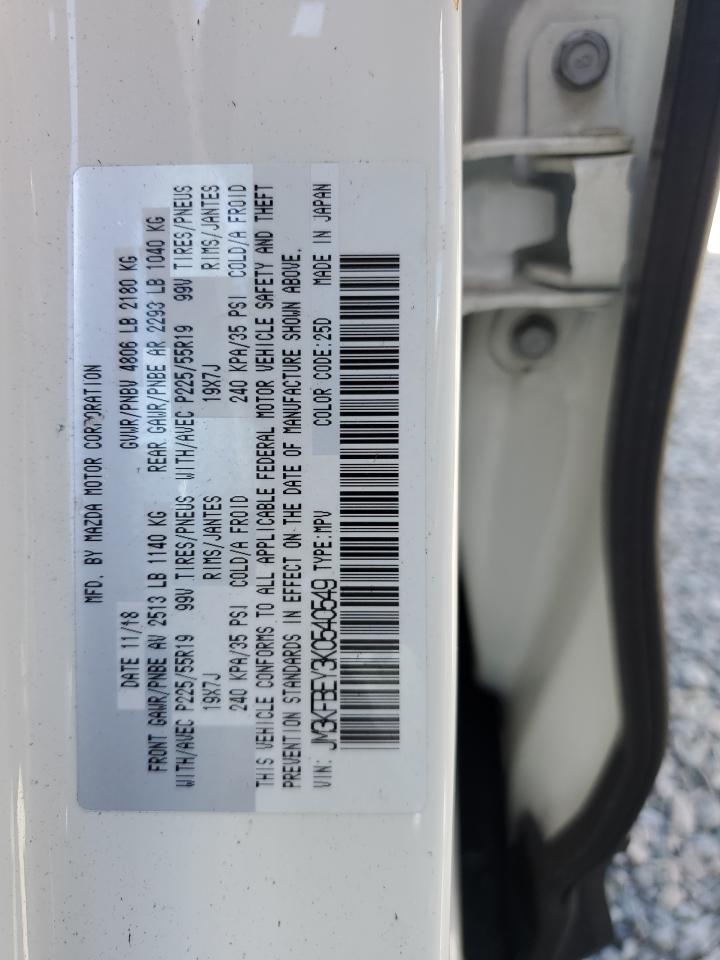 MFD. BY MAZDA MOTOR CORPORATION
DATE 11/18 GVWR/PNBV 4806 LB 2180 KG
FRONT GAWR/PNBE AV 2513 LB 1140 KG REAR GAWR/PNBE AR 2293 LB 1040 KG
WITH/AVEC P225/55R19 99V TIRES/PNEUS WITH/AVEC P225/55R19 99V TIRES/PNEUS
19X7J RIMS/JANTES 19X7J RIMS/JANTES
240 KPA/35 PSI COLD/A FROID 240 KPA/35 PSI COLD/A FROID
THIS VEHICLE CONFORMS TO ALL APPLICABLE FEDERAL MOTOR VEHICLE SAFETY AND THEFT
PREVENTION STANDARDS IN EFFECT ON THE DATE OF MANUFACTURE SHOWN ABOVE.
VIN: JM3KFBEY3K0540549 TYPE:MPV COLOR CODE:25D MADE IN JAPAN